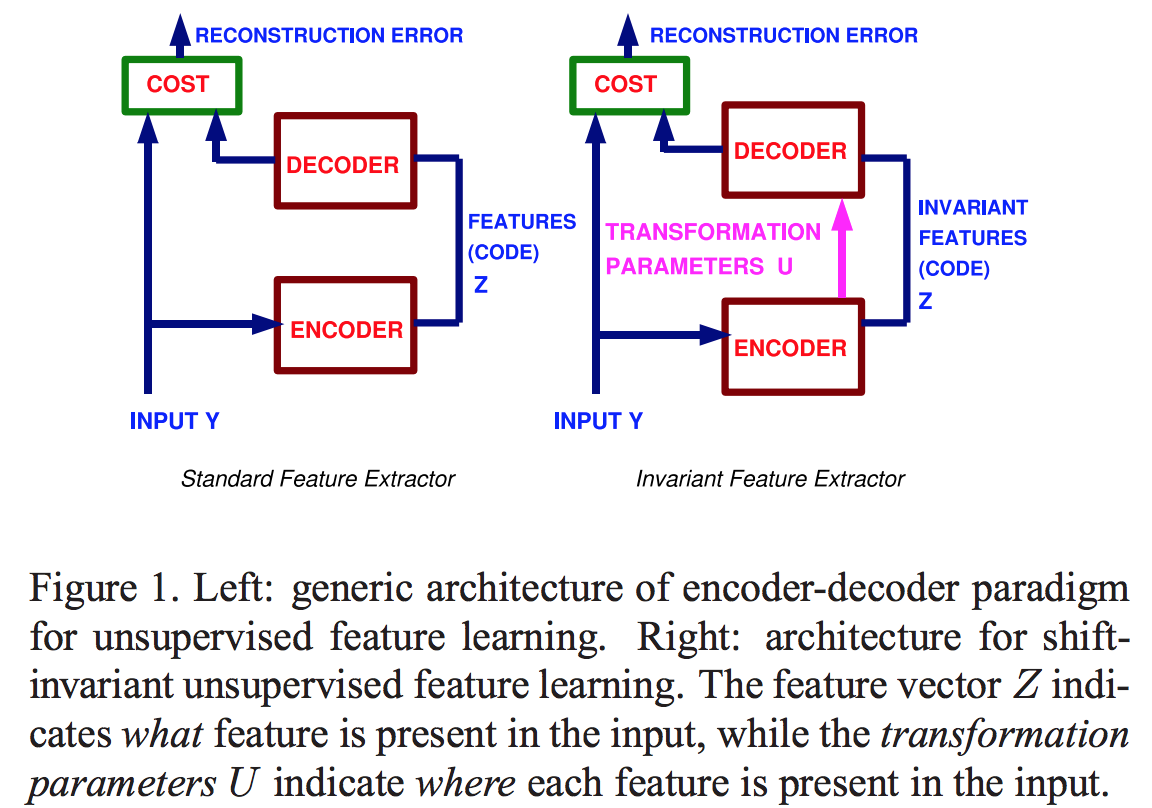 RECONSTRUCTION ERROR
COST
DECODER
FEATURES
(CODE)
Z
ENCODER
INPUT Y
Standard Feature Extractor
RECONSTRUCTION ERROR
COST
DECODER
TRANSFORMATION
PARAMETERS U
INVARIANT
FEATURES
(CODE)
Z
ENCODER
INPUT Y
Invariant Feature Extractor
Figure 1. Left: generic architecture of encoder-decoder paradigm
for unsupervised feature learning. Right: architecture for shift-
invariant unsupervised feature learning. The feature vector Z indi-
cates what feature is present in the input, while the transformation
parameters U indicate where each feature is present in the input.